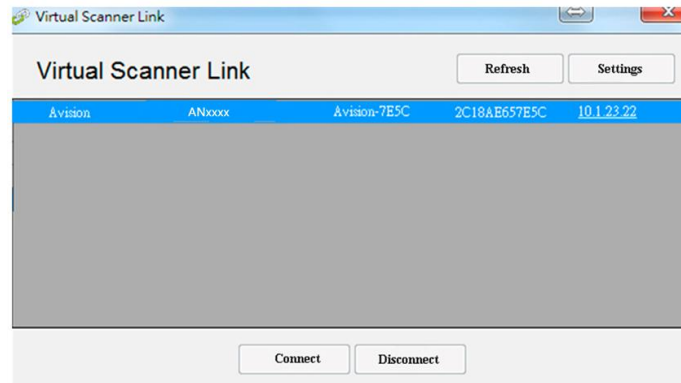 Virtual Scanner Link
Virtual Scanner Link Refresh Settings
Avision ANxxxx Avision-7E5C 2C18AE657E5C 10.1.23.22
Connect Disconnect